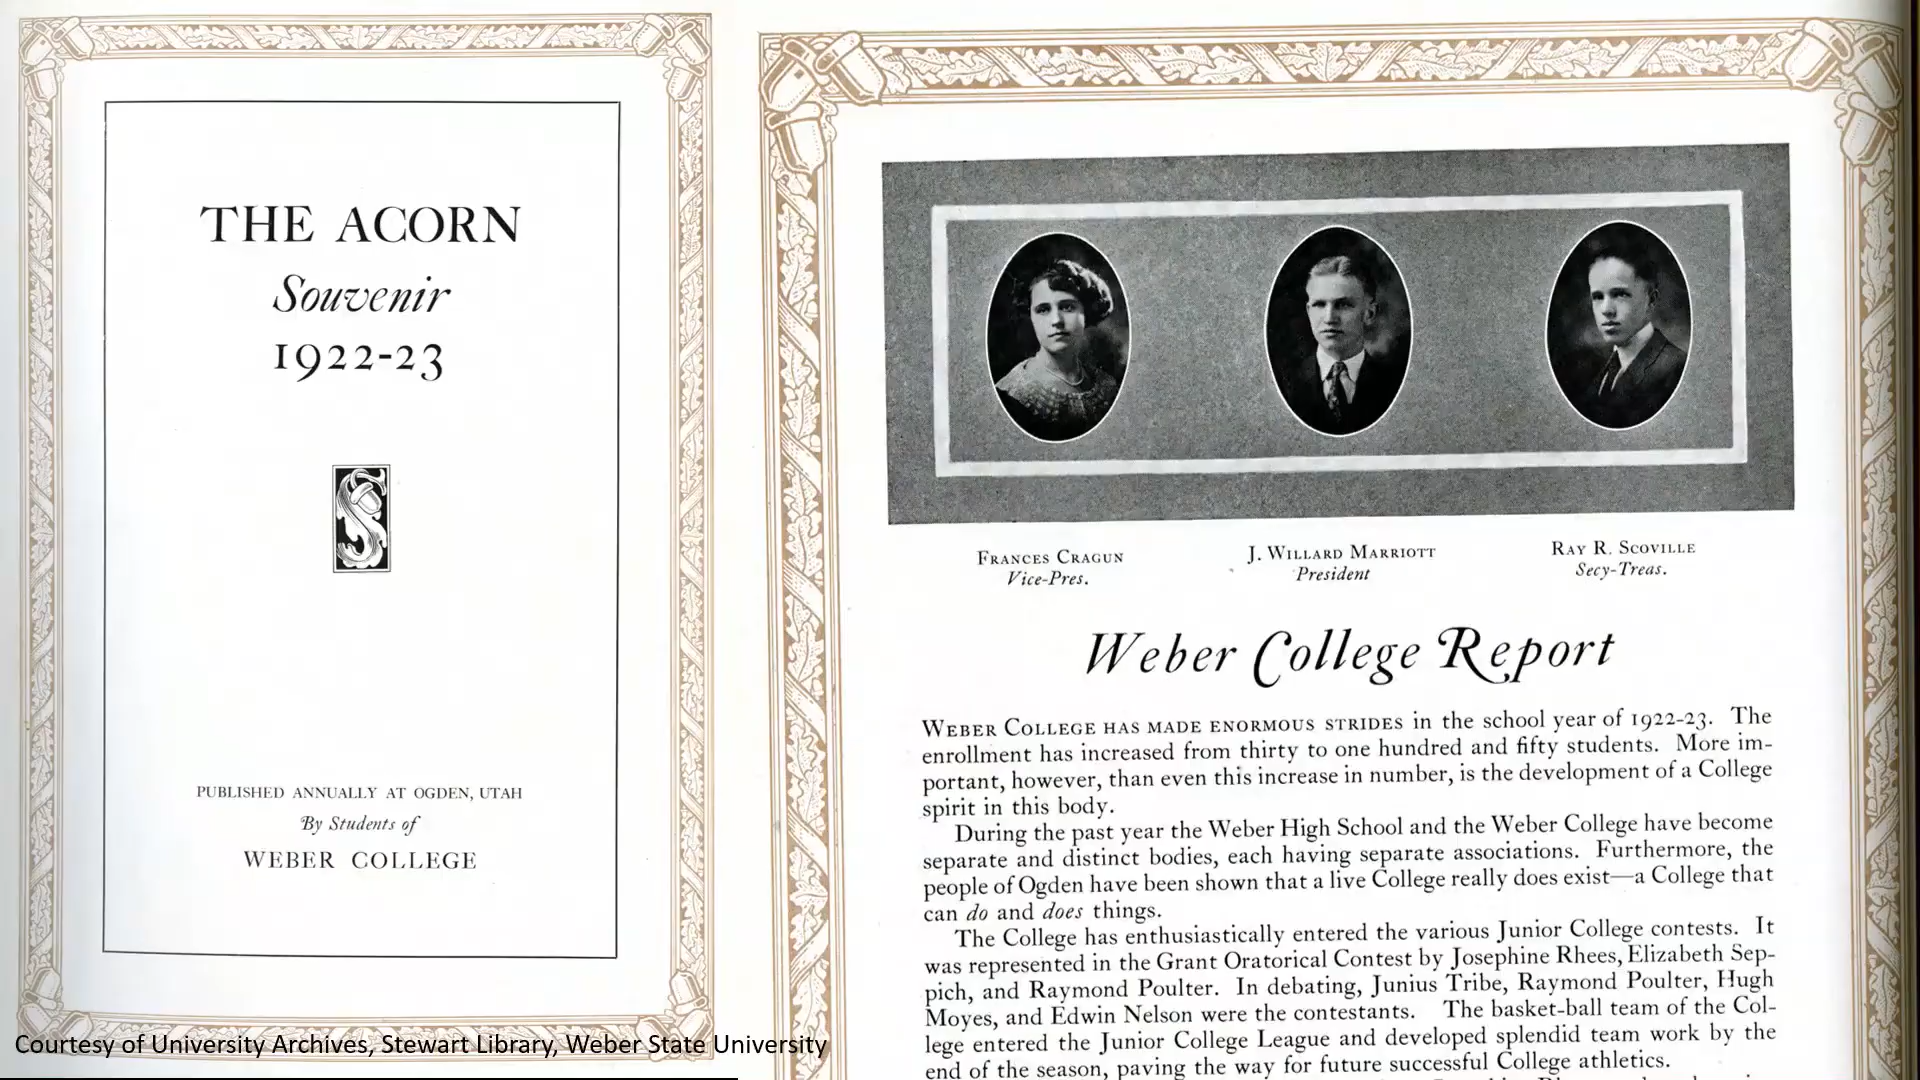 THE ACORN
Souvenir
1922-23
PUBLISHED ANNUALLY AT OGDEN, UTAH
By Students of
WEBER COLLEGE
Courtesy of University Archives, Stewart Library, Weber State University
FRANCES CRAGUN
Vice-Pres.
J. WILLARD MARRIOTT
President
RAY R. SCOVILLE
Secy-Treas.
Weber College Report
WEBER COLLEGE HAS MADE ENORMOUS STRIDES in the school year of 1922-23. The
enrollment has increased from thirty to one hundred and fifty students. More im-
portant, however, than even this increase in number, is the development of a College
spirit in this body.
During the past year the Weber High School and the Weber College have become
separate and distinct bodies, each having separate associations. Furthermore, the
people of Ogden have been shown that a live College really does exist—a College that
can do and does things.
The College has enthusiastically entered the various Junior College contests. It
was represented in the Grant Oratorical Contest by Josephine Rhees, Elizabeth Sep-
pich, and Raymond Poulter. In debating, Junius Tribe, Raymond Poulter, Hugh
Moyes, and Edwin Nelson were the contestants. The basket-ball team of the Col-
lege entered the Junior College League and developed splendid team work by the
end of the season, paving the way for future successful College athletics.